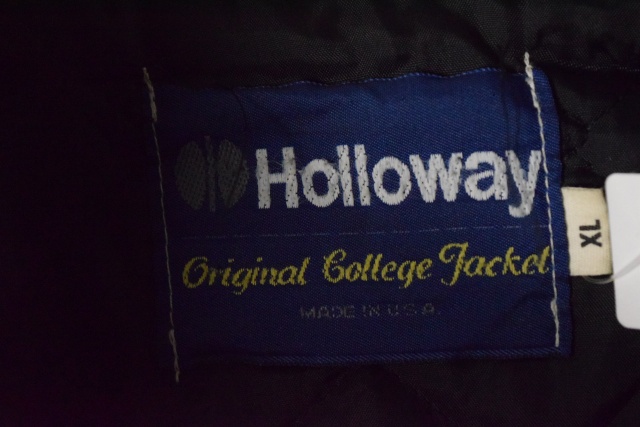 Holloway
Original College Jacket
MADE IN U.S.A.
XL